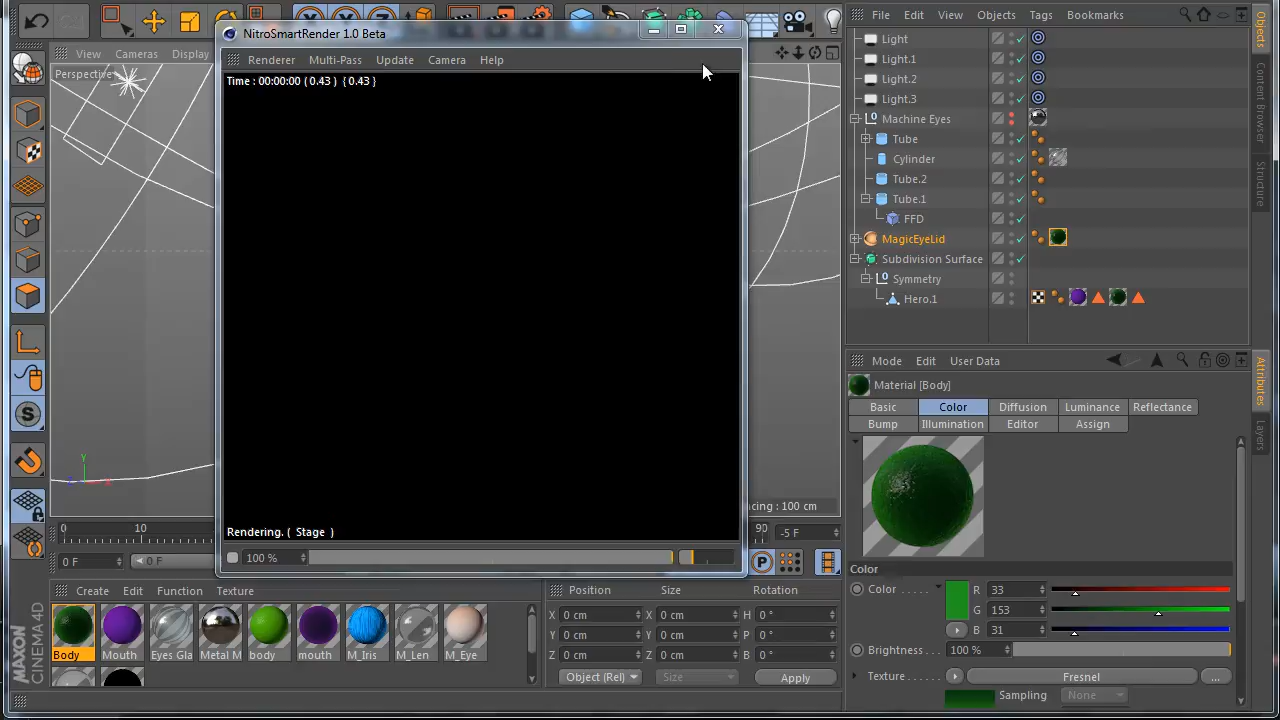 NitroSmartRender 1.0 Beta
Renderer Multi-Pass Update Camera Help
Time : 00:00:00 ( 0.43 ) { 0.43 }
Rendering. ( Stage )
100 %
View Cameras Display
Perspective
acing : 100 cm
0 10 90 -5 F
0 F 0 F
Create Edit Function Texture
Body Mouth Eyes Gla Metal M body mouth M_Iris M_Len M_Eye
MAXON
CINEMA 4D
Position Size Rotation
X 0 cm X 0 cm H 0 °
Y 0 cm Y 0 cm P 0 °
Z 0 cm Z 0 cm B 0 °
Object (Rel) Size Apply
File Edit View Objects Tags Bookmarks
Light
Light.1
Light.2
Light.3
Machine Eyes
Tube
Cylinder
Tube.2
Tube.1
FFD
MagicEyeLid
Subdivision Surface
Symmetry
Hero.1
Objects
Content Browser
Structure
Mode Edit User Data
Material [Body]
Basic Color Diffusion Luminance Reflectance
Bump Illumination Editor Assign
Color
Color . . . . . R 33
G 153
B 31
Brightness . 100 %
Texture . . . . . Fresnel ...
Sampling None
Attributes
Layers
X Y Z
S
P
Y